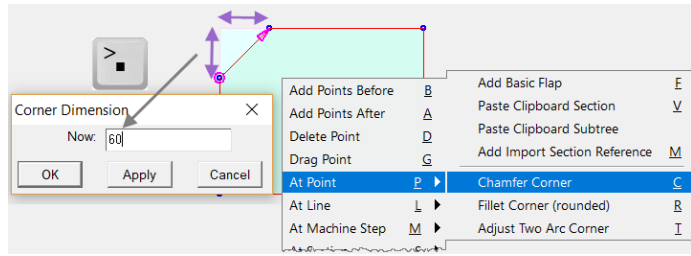 >_
Corner Dimension
Now: 60
OK Apply Cancel
Add Points Before B
Add Points After A
Delete Point D
Drag Point G
At Point P
At Line L
At Machine Step M
Add Basic Flap F
Paste Clipboard Section V
Paste Clipboard Subtree
Add Import Section Reference M
Chamfer Corner C
Fillet Corner (rounded) R
Adjust Two Arc Corner T